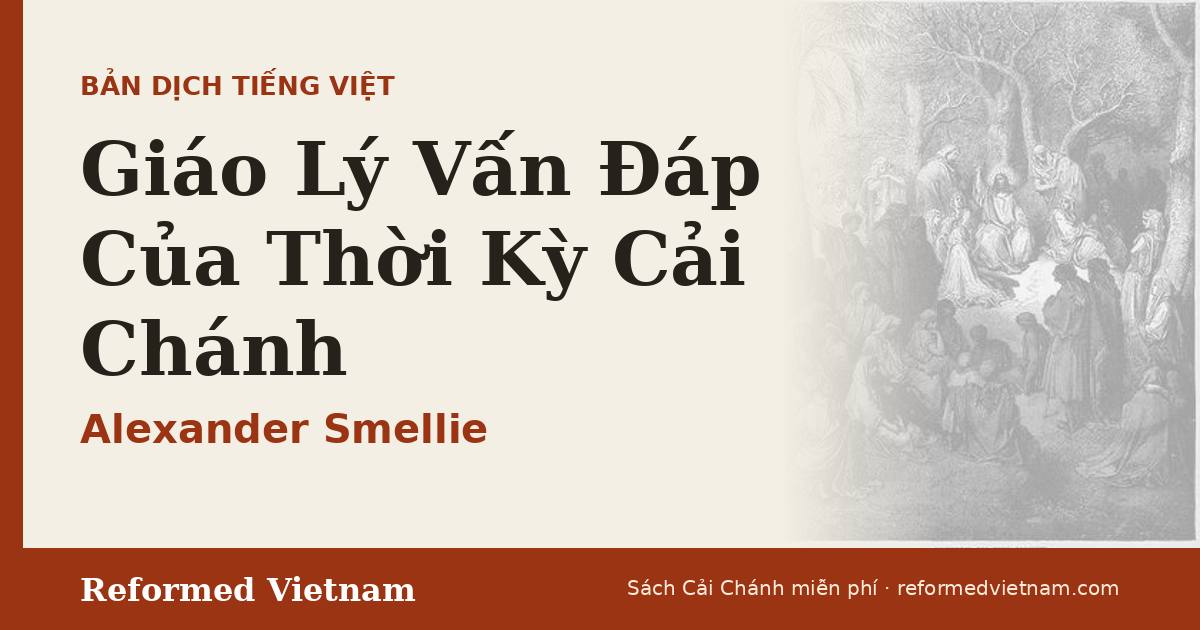 BẢN DỊCH TIẾNG VIỆT
Giáo Lý Vấn Đáp
Của Thời Kỳ Cải
Chánh
Alexander Smellie
Reformed Vietnam
Sách Cải Chánh miễn phí · reformedvietnam.com